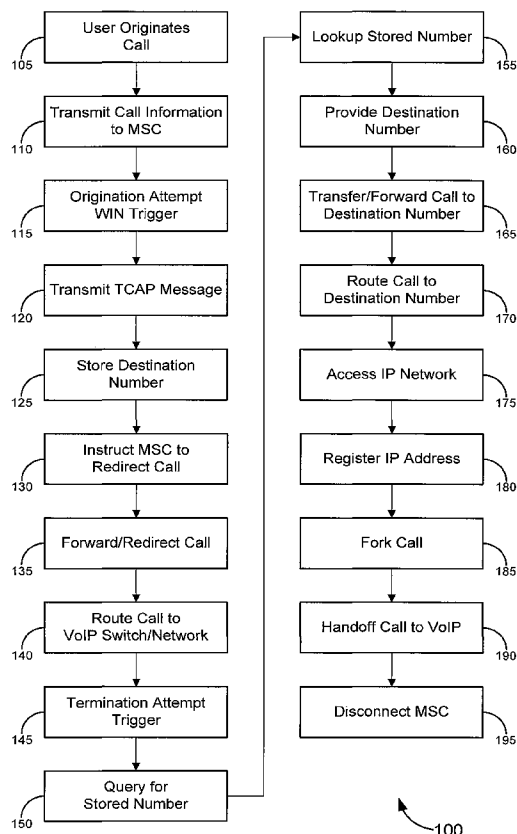 User Originates
Call
105
Transmit Call Information
to MSC
110
Origination Attempt
WIN Trigger
115
Transmit TCAP Message
120
Store Destination
Number
125
Instruct MSC to
Redirect Call
130
Forward/Redirect Call
135
Route Call to
VoIP Switch/Network
140
Termination Attempt
Trigger
145
Query for
Stored Number
150
Lookup Stored Number
155
Provide Destination
Number
160
Transfer/Forward Call to
Destination Number
165
Route Call to
Destination Number
170
Access IP Network
175
Register IP Address
180
Fork Call
185
Handoff Call to VoIP
190
Disconnect MSC
195
100